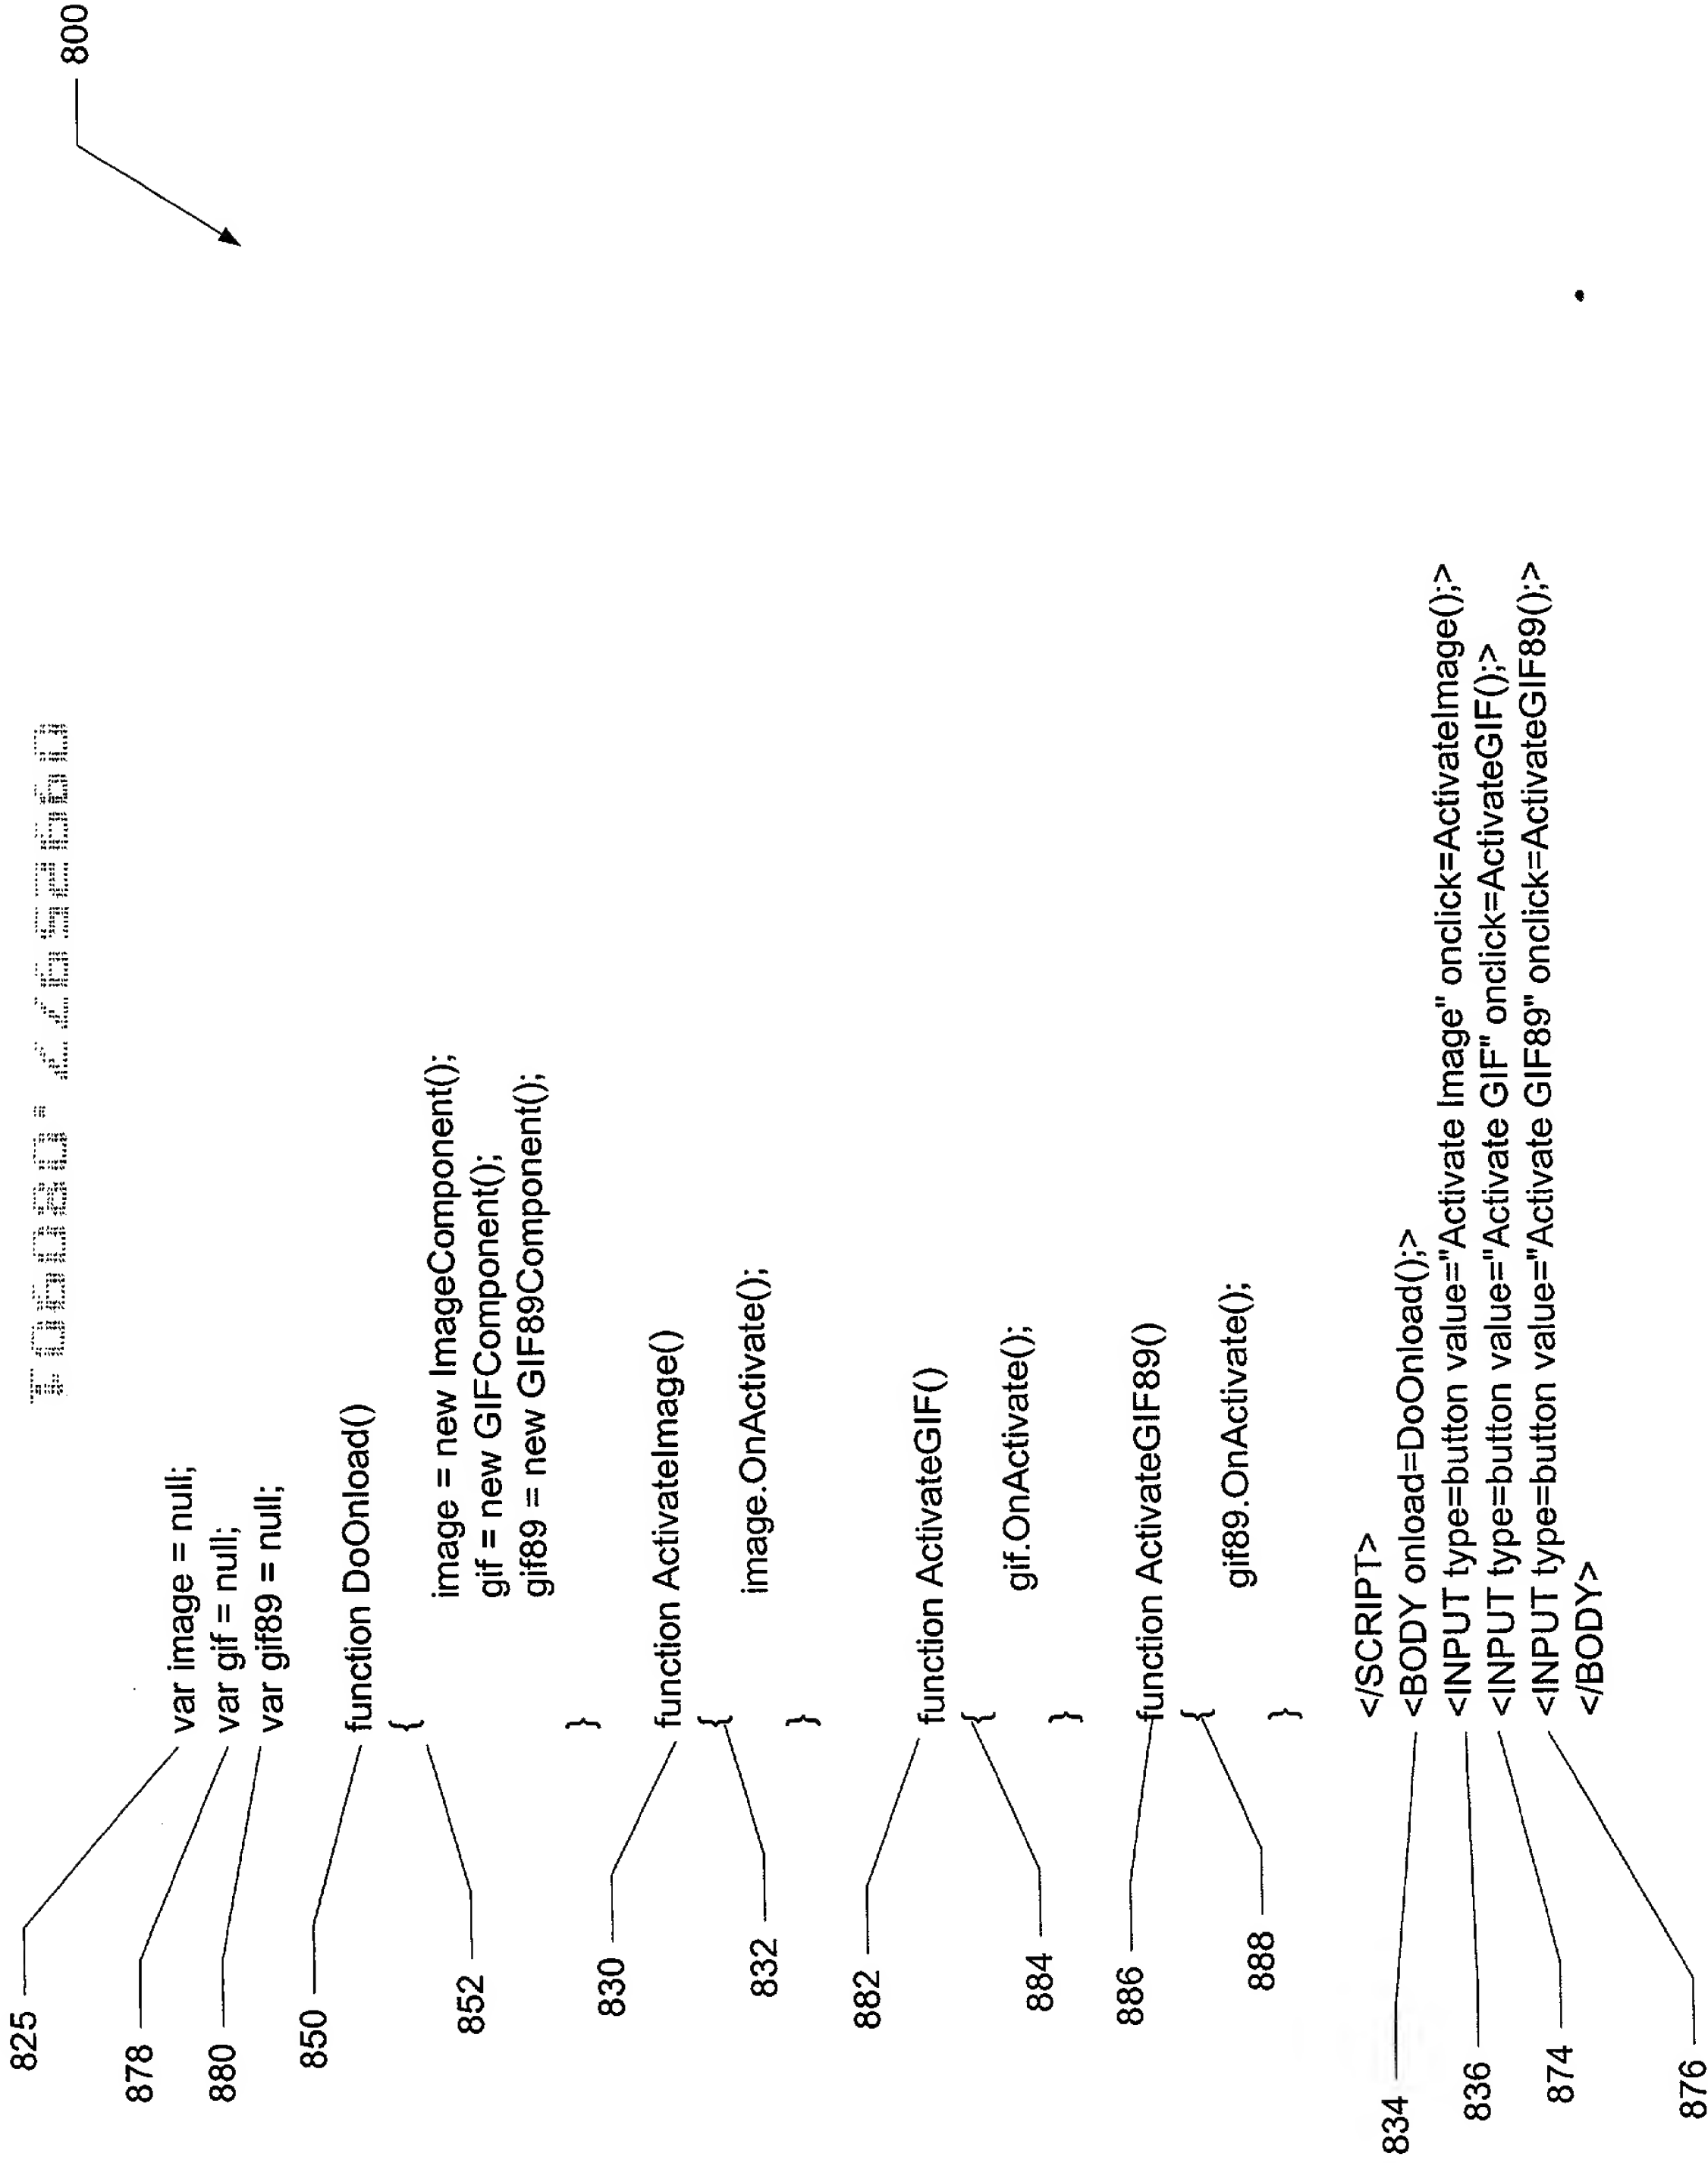 09925977.080901
800
825
var image = null;
878
var gif = null;
880
var gif89 = null;
850
function DoOnload()
{
852
image = new ImageComponent();
gif = new GIFComponent();
gif89 = new GIF89Component();
}
830
function ActivateImage()
{
832
image.OnActivate();
}
882
function ActivateGIF()
{
884
gif.OnActivate();
}
886
function ActivateGIF89()
{
888
gif89.OnActivate();
}
</SCRIPT>
834
<BODY onload=DoOnload();>
836
<INPUT type=button value="Activate Image" onclick=ActivateImage();>
874
<INPUT type=button value="Activate GIF" onclick=ActivateGIF();>
876
<INPUT type=button value="Activate GIF89" onclick=ActivateGIF89();>
</BODY>